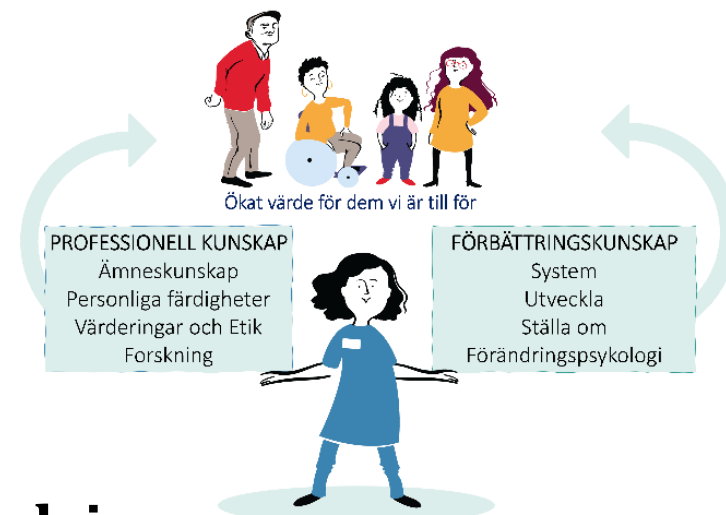 Ökat värde för dem vi är till för
PROFESSIONELL KUNSKAP
Ämneskunskap
Personliga färdigheter
Värderingar och Etik
Forskning
FÖRBÄTTRINGSKUNSKAP
System
Utveckla
Ställa om
Förändringspsykologi